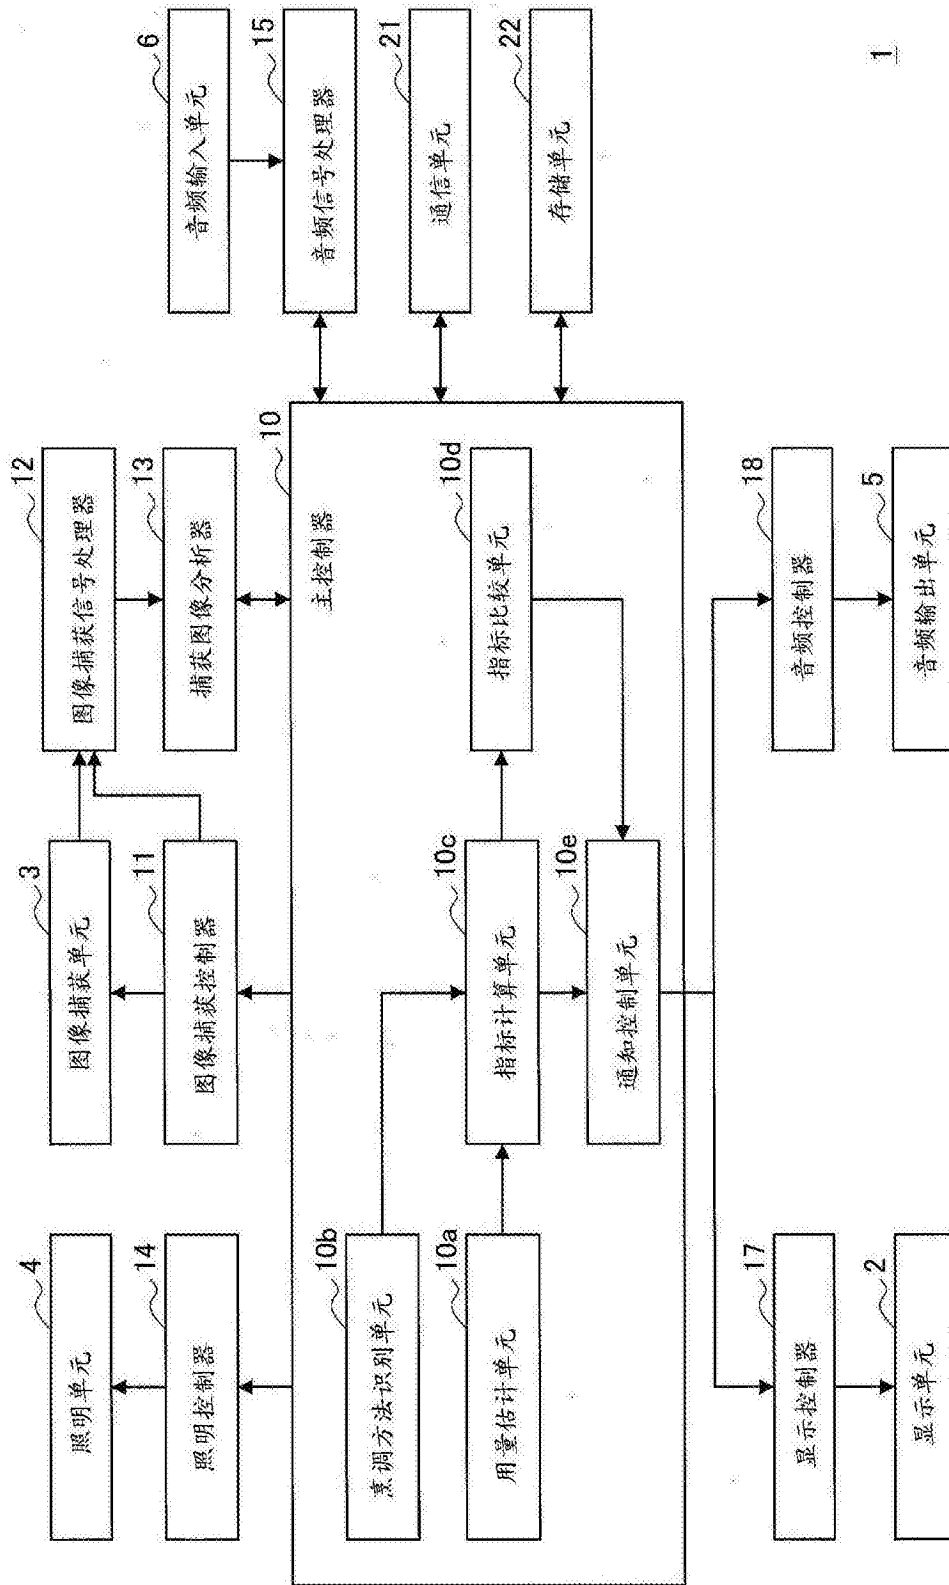 1
4
照明单元
14
照明控制器
3
图像捕获单元
11
图像捕获控制器
12
图像捕获信号处理器
13
捕获图像分析器
6
音频输入单元
15
音频信号处理器
21
通信单元
22
存储单元
10
主控制器
10b
烹调方法识别单元
10a
用量估计单元
10c
指标计算单元
10d
指标比较单元
10e
通知控制单元
17
显示控制器
2
显示单元
18
音频控制器
5
音频输出单元